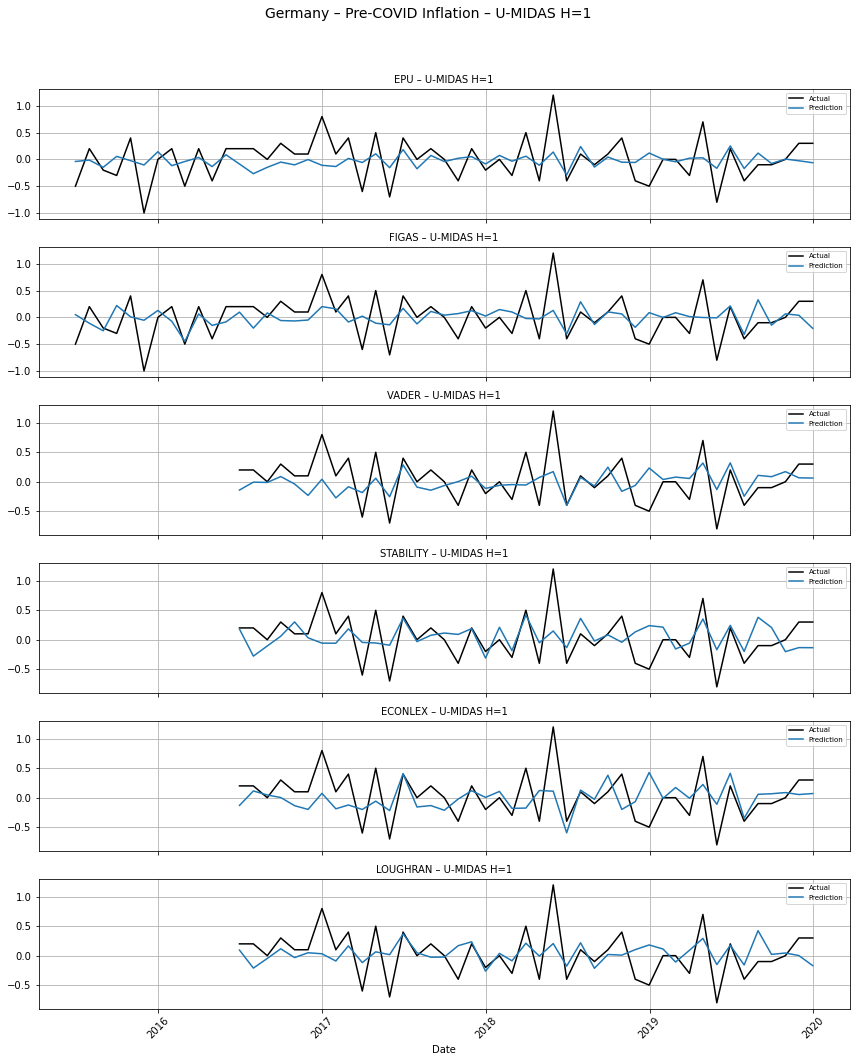 Germany – Pre-COVID Inflation – U-MIDAS H=1
EPU – U-MIDAS H=1
Actual
Prediction
1.0
0.5
0.0
−0.5
−1.0
FIGAS – U-MIDAS H=1
Actual
Prediction
1.0
0.5
0.0
−0.5
−1.0
VADER – U-MIDAS H=1
Actual
Prediction
1.0
0.5
0.0
−0.5
STABILITY – U-MIDAS H=1
Actual
Prediction
1.0
0.5
0.0
−0.5
ECONLEX – U-MIDAS H=1
Actual
Prediction
1.0
0.5
0.0
−0.5
LOUGHRAN – U-MIDAS H=1
Actual
Prediction
1.0
0.5
0.0
−0.5
2016 2017 2018 2019 2020
Date